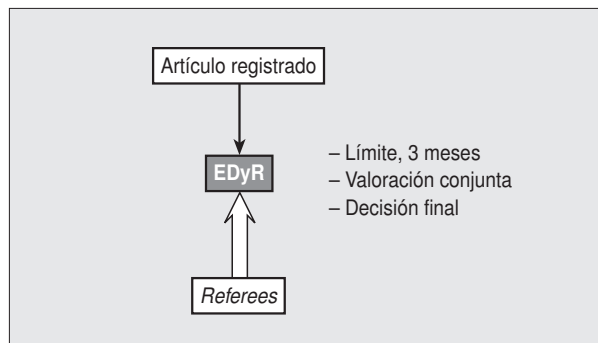 Artículo registrado
EDyR
– Límite, 3 meses
– Valoración conjunta
– Decisión final
Referees